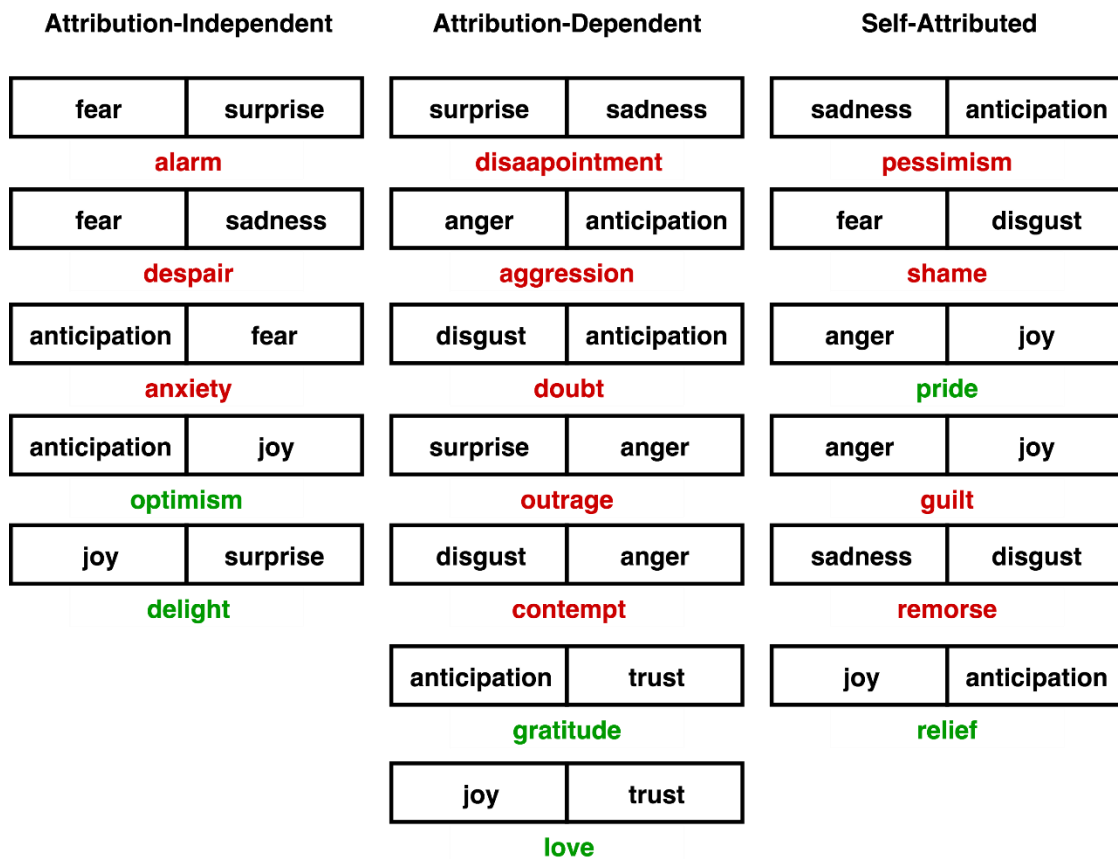 Attribution-Independent Attribution-Dependent Self-Attributed
fear surprise surprise sadness sadness anticipation
alarm disaapointment pessimism
fear sadness anger anticipation fear disgust
despair aggression shame
anticipation fear disgust anticipation anger joy
anxiety doubt pride
anticipation joy surprise anger anger joy
optimism outrage guilt
joy surprise disgust anger sadness disgust
delight contempt remorse
anticipation trust joy anticipation
gratitude relief
joy trust
love